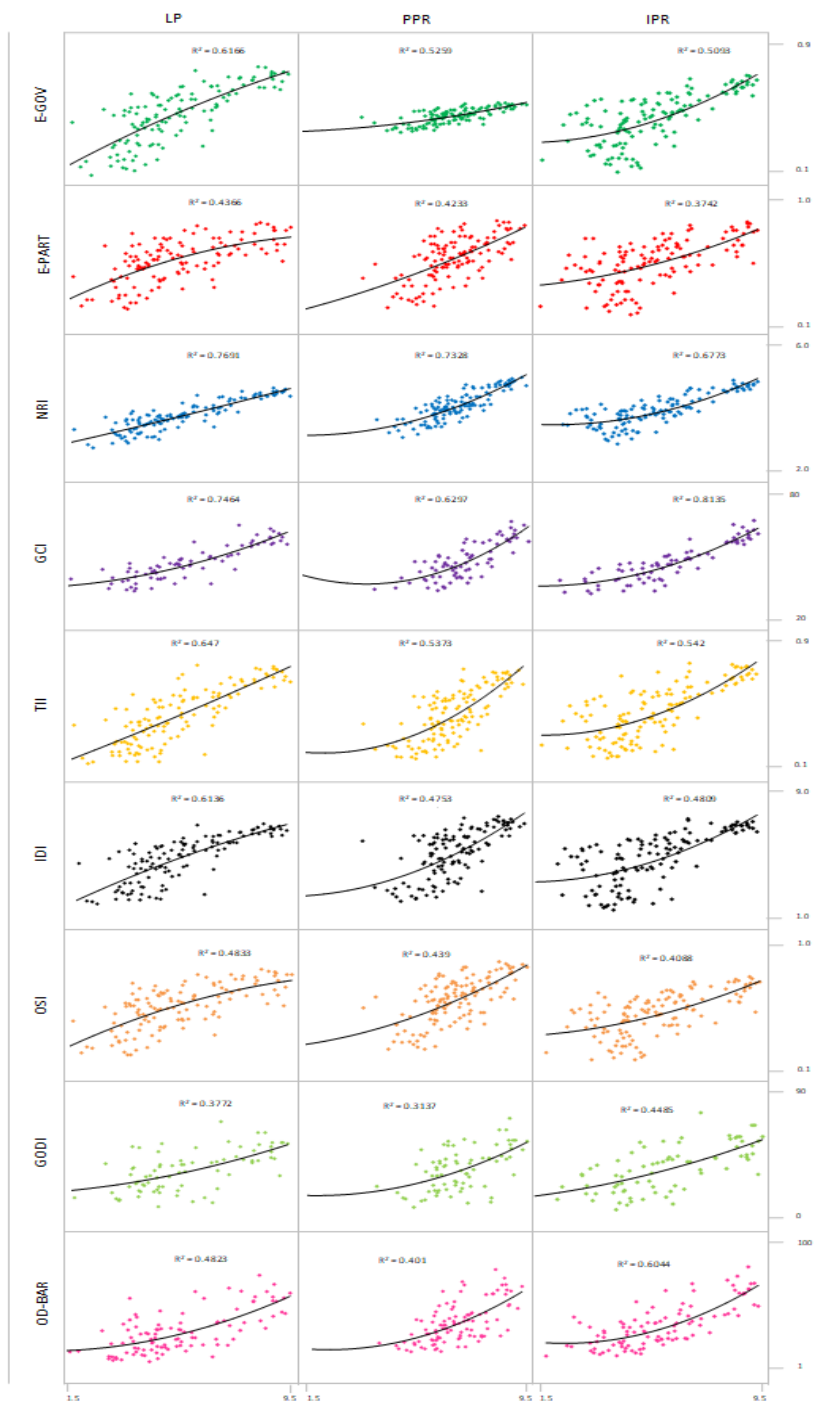 LP PPR IPR
E-GOV
R² = 0.6166 R² = 0.5259 R² = 0.5093
0.9
0.1
E-PART
R² = 0.4366 R² = 0.4233 R² = 0.3742
1.0
0.1
NRI
R² = 0.7691 R² = 0.7328 R² = 0.6773
6.0
2.0
GCI
R² = 0.7464 R² = 0.6297 R² = 0.8135
80
20
TII
R² = 0.647 R² = 0.5373 R² = 0.542
0.9
0.1
IDI
R² = 0.6136 R² = 0.4753 R² = 0.4809
9.0
1.0
OSI
R² = 0.4833 R² = 0.439 R² = 0.4088
1.0
0.1
GODI
R² = 0.3772 R² = 0.3137 R² = 0.4485
90
0
OD-BAR
R² = 0.4823 R² = 0.401 R² = 0.6044
100
1
1.5 9.5 1.5 9.5 1.5 9.5